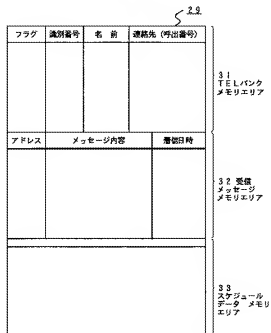 29
フラグ 識別番号 名 前 連絡先（呼出番号）
31
TELバンク
メモリエリア
アドレス メッセージ内容 着信日時
32 受信
メッセージ
メモリエリア
33
スケジュール
データ メモリ
エリア